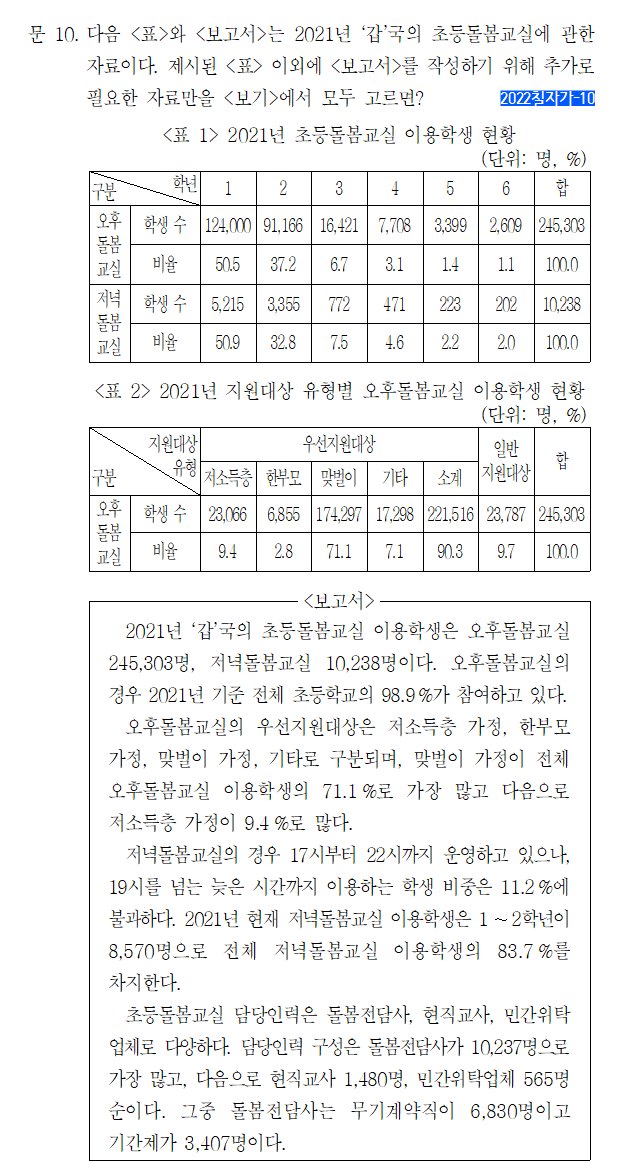 문 10. 다음 <표>와 <보고서>는 2021년 ‘갑’국의 초등돌봄교실에 관한
자료이다. 제시된 <표> 이외에 <보고서>를 작성하기 위해 추가로
필요한 자료만을 <보기>에서 모두 고르면? 2022칠자가-10
<표 1> 2021년 초등돌봄교실 이용학생 현황
(단위: 명, %)
구분 학년 1 2 3 4 5 6 합
오후돌봄교실 학생 수 124,000 91,166 16,421 7,708 3,399 2,609 245,303
비율 50.5 37.2 6.7 3.1 1.4 1.1 100.0
저녁돌봄교실 학생 수 5,215 3,355 772 471 223 202 10,238
비율 50.9 32.8 7.5 4.6 2.2 2.0 100.0
<표 2> 2021년 지원대상 유형별 오후돌봄교실 이용학생 현황
(단위: 명, %)
구분 지원대상 유형 우선지원대상 일반지원대상 합
저소득층 한부모 맞벌이 기타 소계
오후돌봄교실 학생 수 23,066 6,855 174,297 17,298 221,516 23,787 245,303
비율 9.4 2.8 71.1 7.1 90.3 9.7 100.0
<보고서>
2021년 ‘갑’국의 초등돌봄교실 이용학생은 오후돌봄교실
245,303명, 저녁돌봄교실 10,238명이다. 오후돌봄교실의
경우 2021년 기준 전체 초등학교의 98.9 %가 참여하고 있다.
오후돌봄교실의 우선지원대상은 저소득층 가정, 한부모
가정, 맞벌이 가정, 기타로 구분되며, 맞벌이 가정이 전체
오후돌봄교실 이용학생의 71.1 %로 가장 많고 다음으로
저소득층 가정이 9.4 %로 많다.
저녁돌봄교실의 경우 17시부터 22시까지 운영하고 있으나,
19시를 넘는 늦은 시간까지 이용하는 학생 비중은 11.2 %에
불과하다. 2021년 현재 저녁돌봄교실 이용학생은 1 ~ 2학년이
8,570명으로 전체 저녁돌봄교실 이용학생의 83.7 %를
차지한다.
초등돌봄교실 담당인력은 돌봄전담사, 현직교사, 민간위탁
업체로 다양하다. 담당인력 구성은 돌봄전담사가 10,237명으로
가장 많고, 다음으로 현직교사 1,480명, 민간위탁업체 565명
순이다. 그중 돌봄전담사는 무기계약직이 6,830명이고
기간제가 3,407명이다.